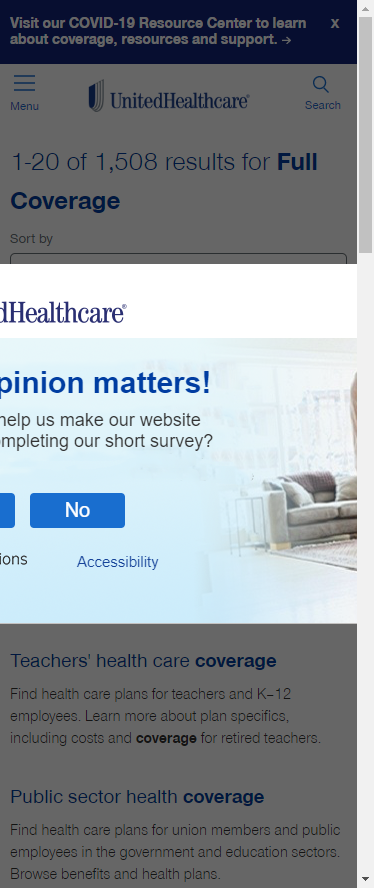 Visit our COVID-19 Resource Center to learn x
about coverage, resources and support. →
Menu
UnitedHealthcare®
Search
1-20 of 1,508 results for Full
Coverage
Sort by
dHealthcare®
pinion matters!
help us make our website
mpleting our short survey?
No
ions
Accessibility
Teachers' health care coverage
Find health care plans for teachers and K–12
employees. Learn more about plan specifics,
including costs and coverage for retired teachers.
Public sector health coverage
Find health care plans for union members and public
employees in the government and education sectors.
Browse benefits and health plans.